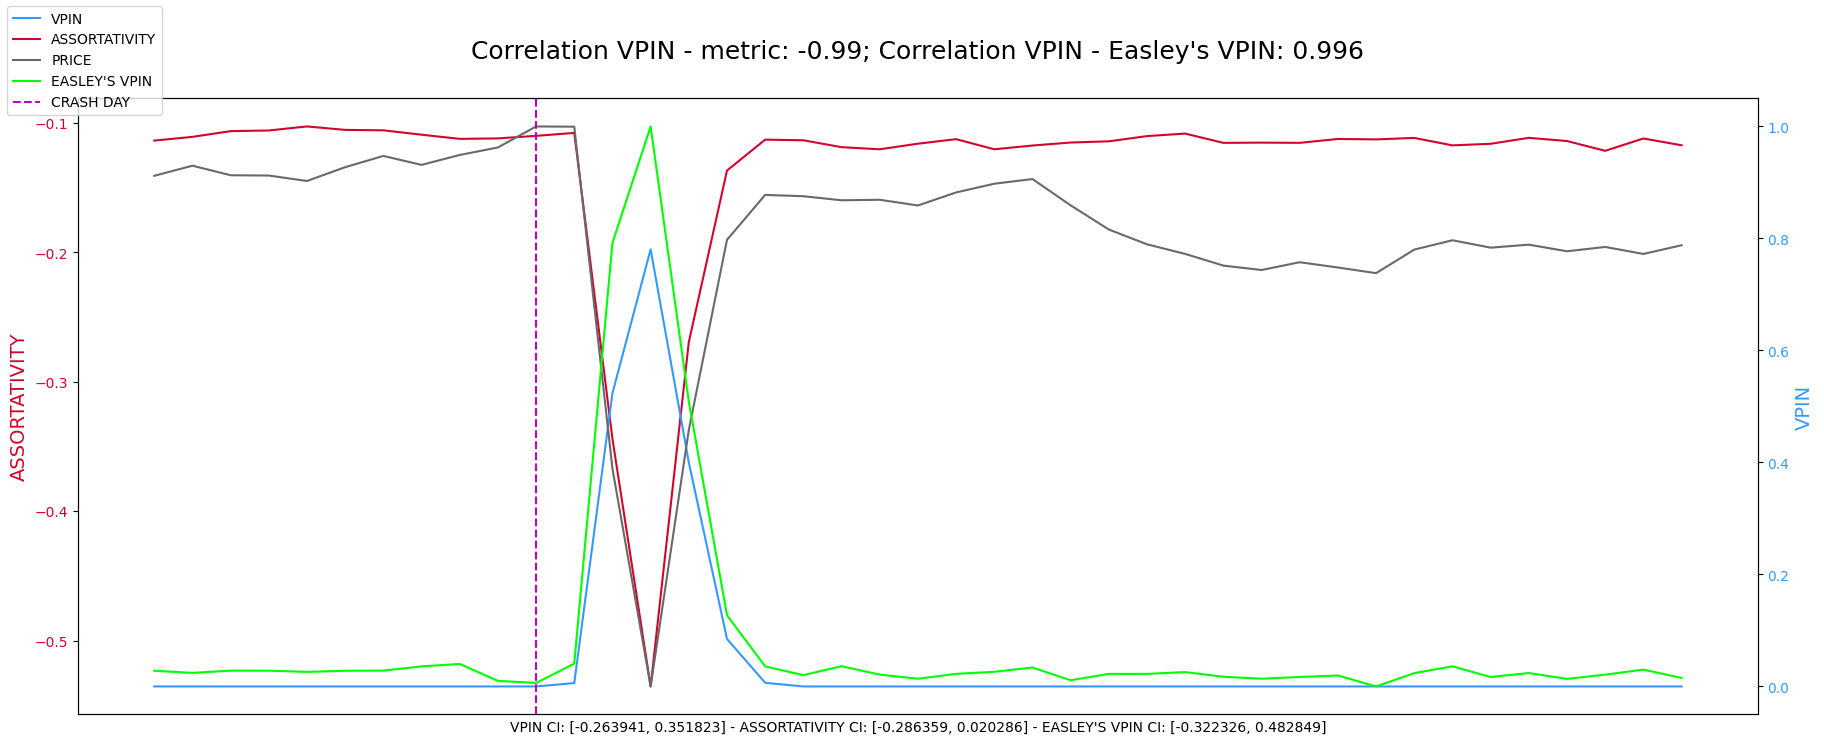 VPIN
ASSORTATIVITY
PRICE
EASLEY'S VPIN
CRASH DAY
Correlation VPIN - metric: -0.99; Correlation VPIN - Easley's VPIN: 0.996
ASSORTATIVITY
−0.1
−0.2
−0.3
−0.4
−0.5
1.0
0.8
0.6
0.4
0.2
0.0
VPIN
VPIN CI: [-0.263941, 0.351823] - ASSORTATIVITY CI: [-0.286359, 0.020286] - EASLEY'S VPIN CI: [-0.322326, 0.482849]